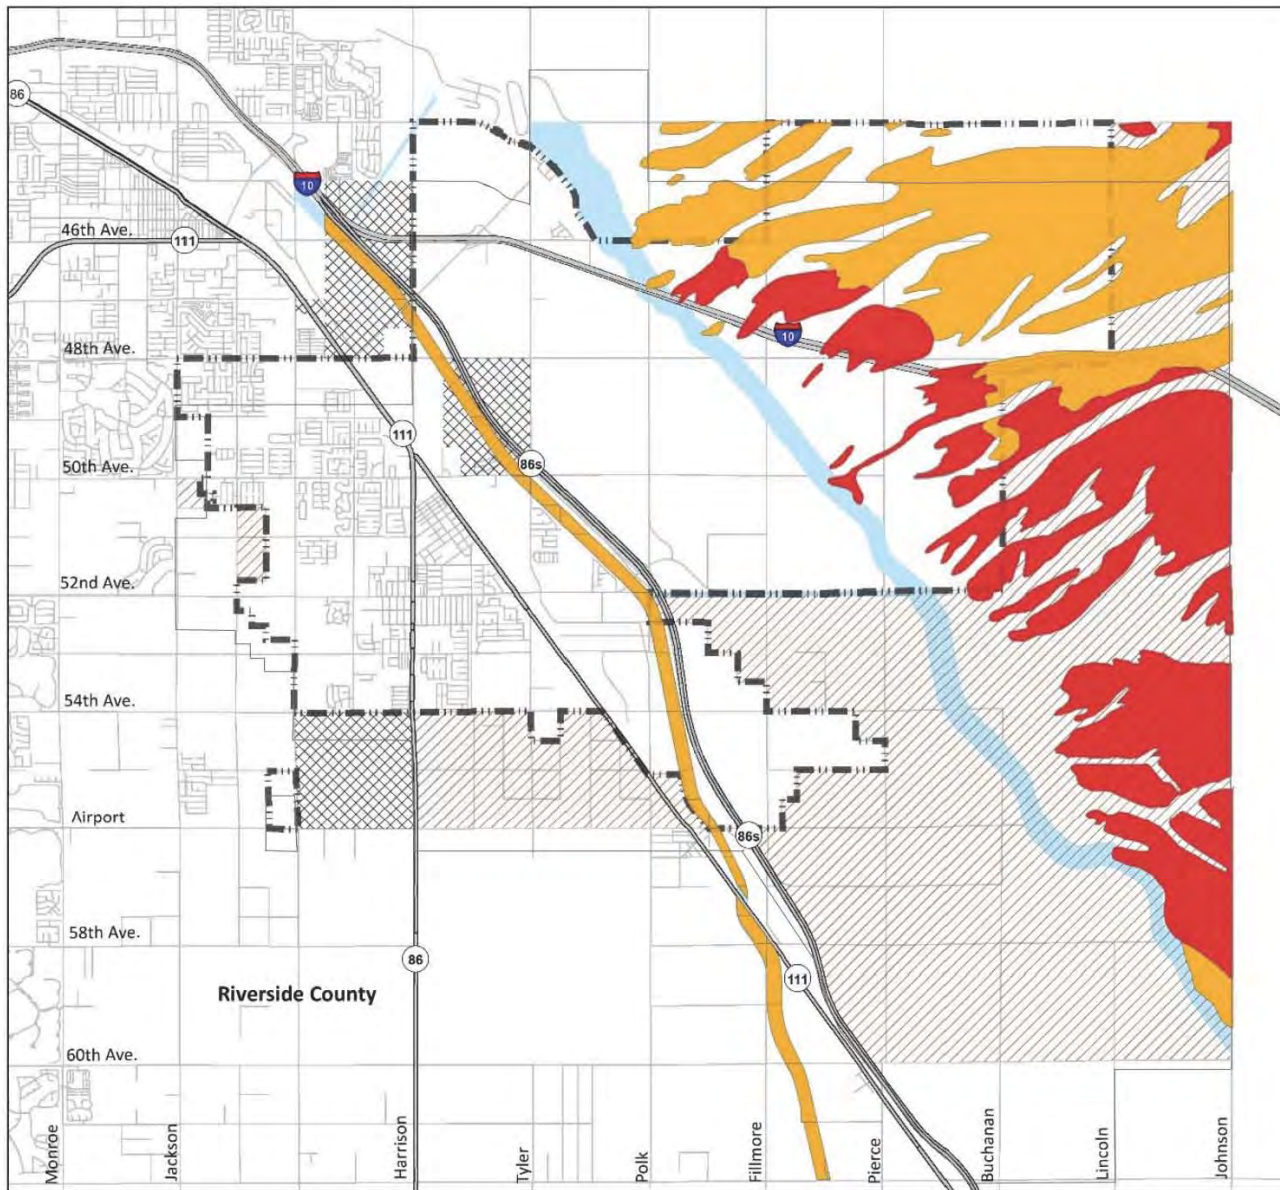 86
10
46th Ave.
111
10
48th Ave.
111
50th Ave.
86s
52nd Ave.
54th Ave.
Airport
86s
58th Ave.
86
111
Riverside County
60th Ave.
Monroe
Jackson
Harrison
Tyler
Polk
Fillmore
Pierce
Buchanan
Lincoln
Johnson